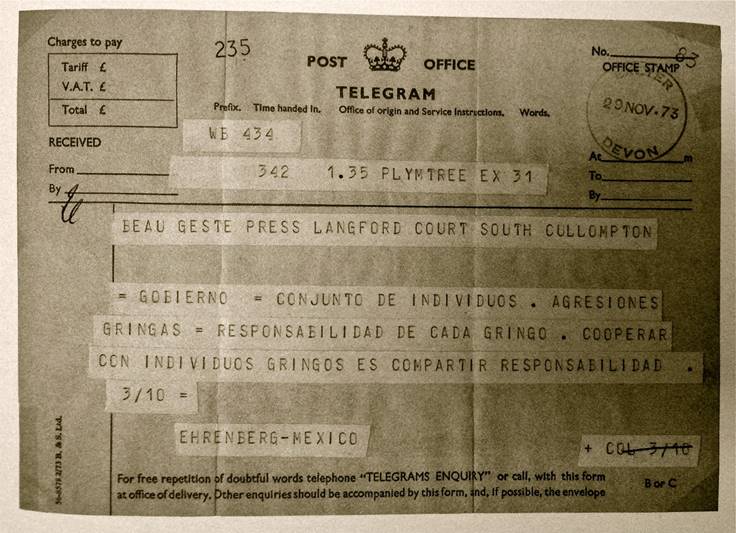 Charges to pay
Tariff £
V.A.T. £
Total £
235
POST OFFICE
TELEGRAM
Prefix. Time handed In. Office of origin and Service Instructions. Words.
No. 83
OFFICE STAMP
29 NOV. 73
DEVON
RECEIVED
WB 434
From
342 1.35 PLYMTREE EX 31
By
At m
To
By
BEAU GESTE PRESS LANGFORD COURT SOUTH CULLOMPTON
= GOBIERNO = CONJUNTO DE INDIVIDUOS . AGRESIONES
GRINGAS = RESPONSABILIDAD DE CADA GRINGO . COOPERAR
CON INDIVIDUOS GRINGOS ES COMPARTIR RESPONSABILIDAD .
3/10 =
EHRENBERG-MEXICO
+ COL 3/10
For free repetition of doubtful words telephone "TELEGRAMS ENQUIRY" or call, with this form
at office of delivery. Other enquiries should be accompanied by this form, and, if possible, the envelope
B or C